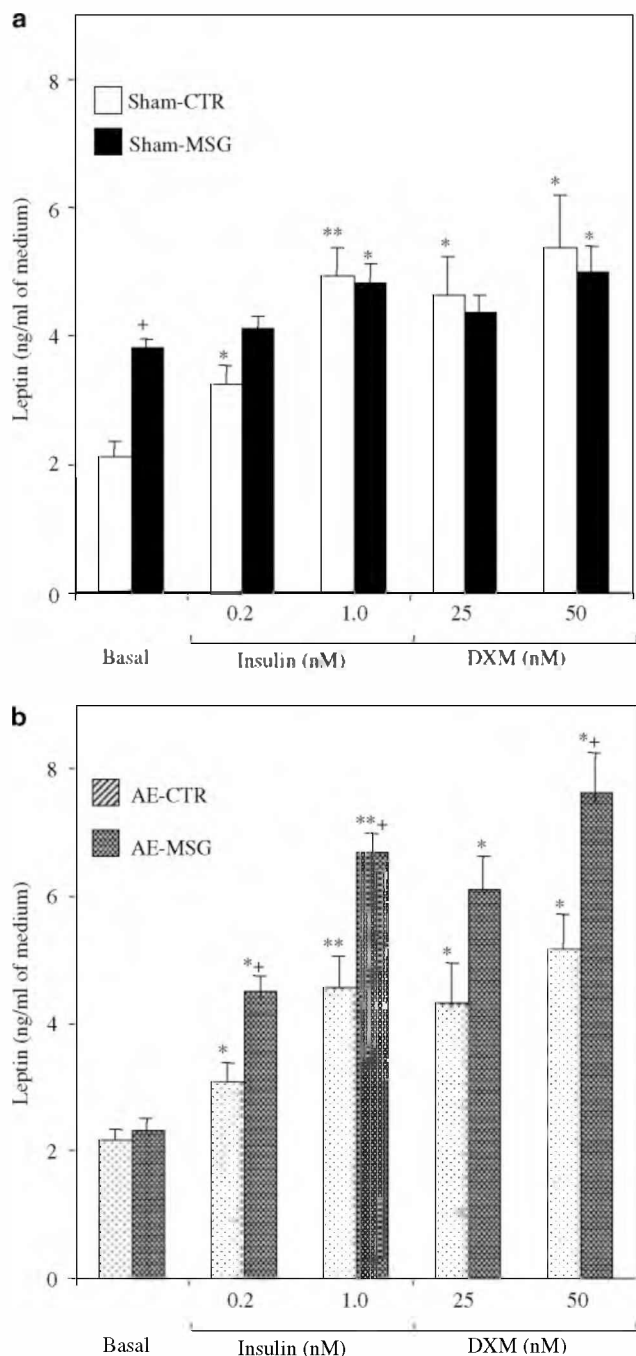 a
8
Sham-CTR
Sham-MSG
**
*
*
*
*
6
+
*
4
2
0
Leptin (ng/ml of medium)
0.2 1.0 25 50
Basal Insulin (nM) DXM (nM)
b
8
AE-CTR
AE-MSG
*+
**+
*
6
**
*
*
*+
4
*
2
0
Leptin (ng/ml of medium)
0.2 1.0 25 50
Basal Insulin (nM) DXM (nM)